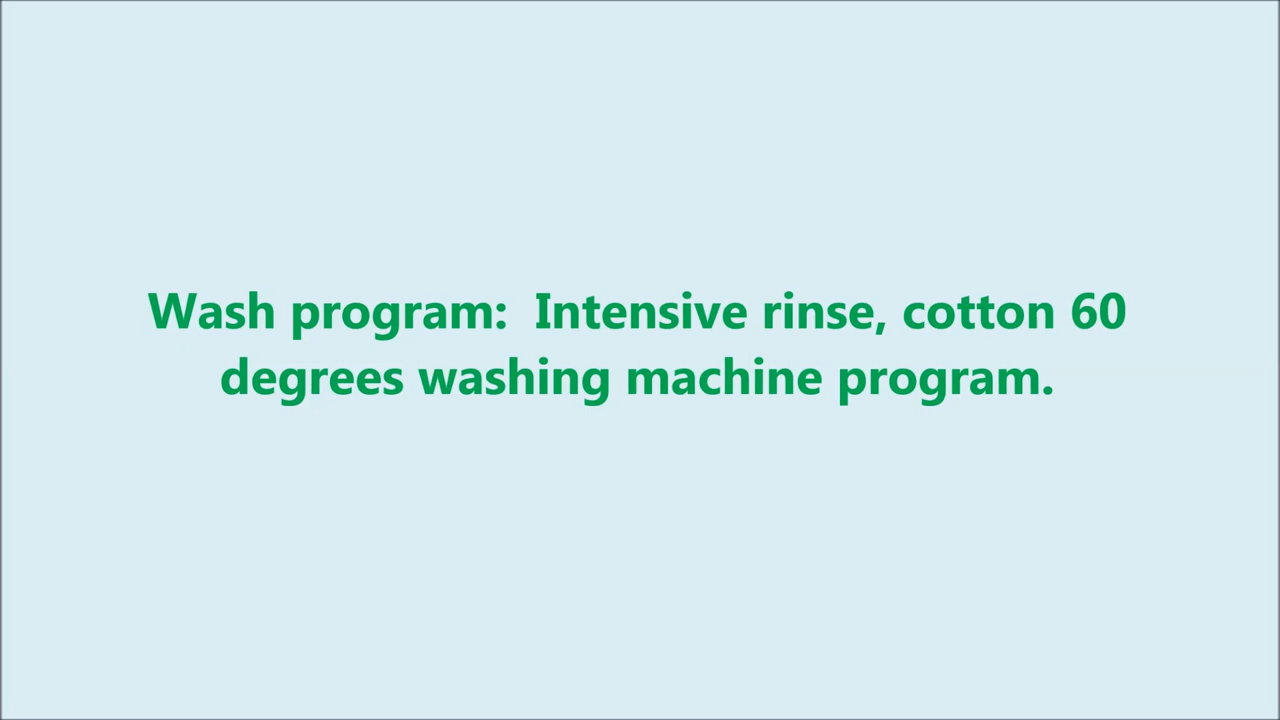 Wash program:  Intensive rinse, cotton 60
degrees washing machine program.